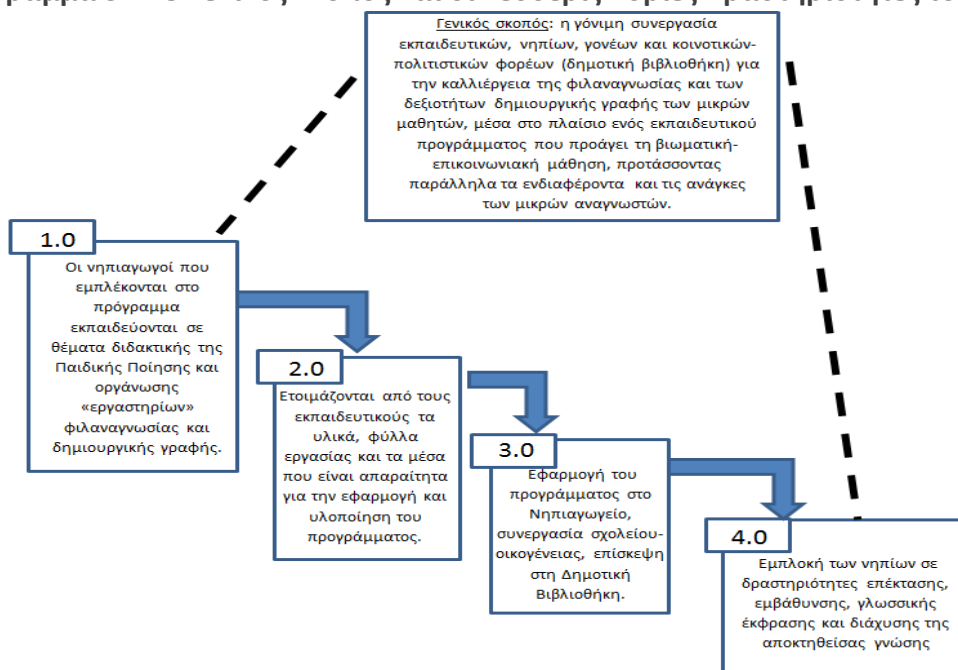 Γενικός σκοπός: η γόνιμη συνεργασία
εκπαιδευτικών, νηπίων, γονέων και κοινοτικών-
πολιτιστικών φορέων (δημοτική βιβλιοθήκη) για
την καλλιέργεια της φιλαναγνωσίας και των
δεξιοτήτων δημιουργικής γραφής των μικρών
μαθητών, μέσα στο πλαίσιο ενός εκπαιδευτικού
προγράμματος που προάγει τη βιωματική-
επικοινωνιακή μάθηση, προτάσσοντας
παράλληλα τα ενδιαφέροντα και τις ανάγκες
των μικρών αναγνωστών.
1.0
Οι νηπιαγωγοί που
εμπλέκονται στο
πρόγραμμα
εκπαιδεύονται σε
θέματα διδακτικής της
Παιδικής Ποίησης και
οργάνωσης
«εργαστηρίων»
φιλαναγνωσίας και
δημιουργικής γραφής.
2.0
Ετοιμάζονται από τους
εκπαιδευτικούς τα
υλικά, φύλλα
εργασίας και τα μέσα
που είναι απαραίτητα
για την εφαρμογή και
υλοποίηση του
προγράμματος.
3.0
Εφαρμογή του
προγράμματος στο
Νηπιαγωγείο,
συνεργασία σχολείου-
οικογένειας, επίσκεψη
στη Δημοτική
Βιβλιοθήκη.
4.0
Εμπλοκή των νηπίων σε
δραστηριότητες επέκτασης,
εμβάθυνσης, γλωσσικής
έκφρασης και διάχυσης της
αποκτηθείσας γνώσης